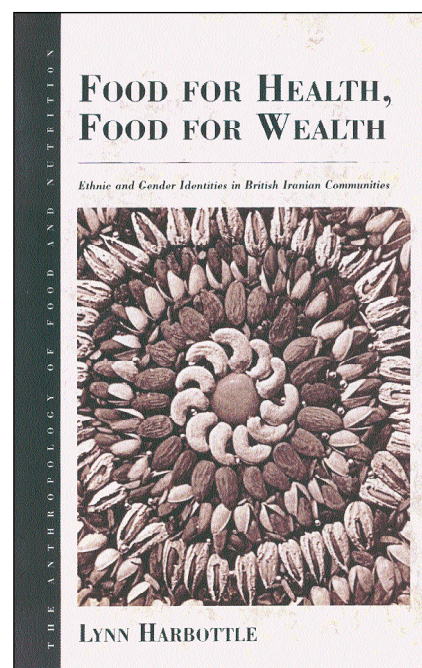 THE ANTHROPOLOGY OF FOOD AND NUTRITION
FOOD FOR HEALTH,
FOOD FOR WEALTH
Ethnic and Gender Identities in British Iranian Communities
LYNN HARBOTTLE